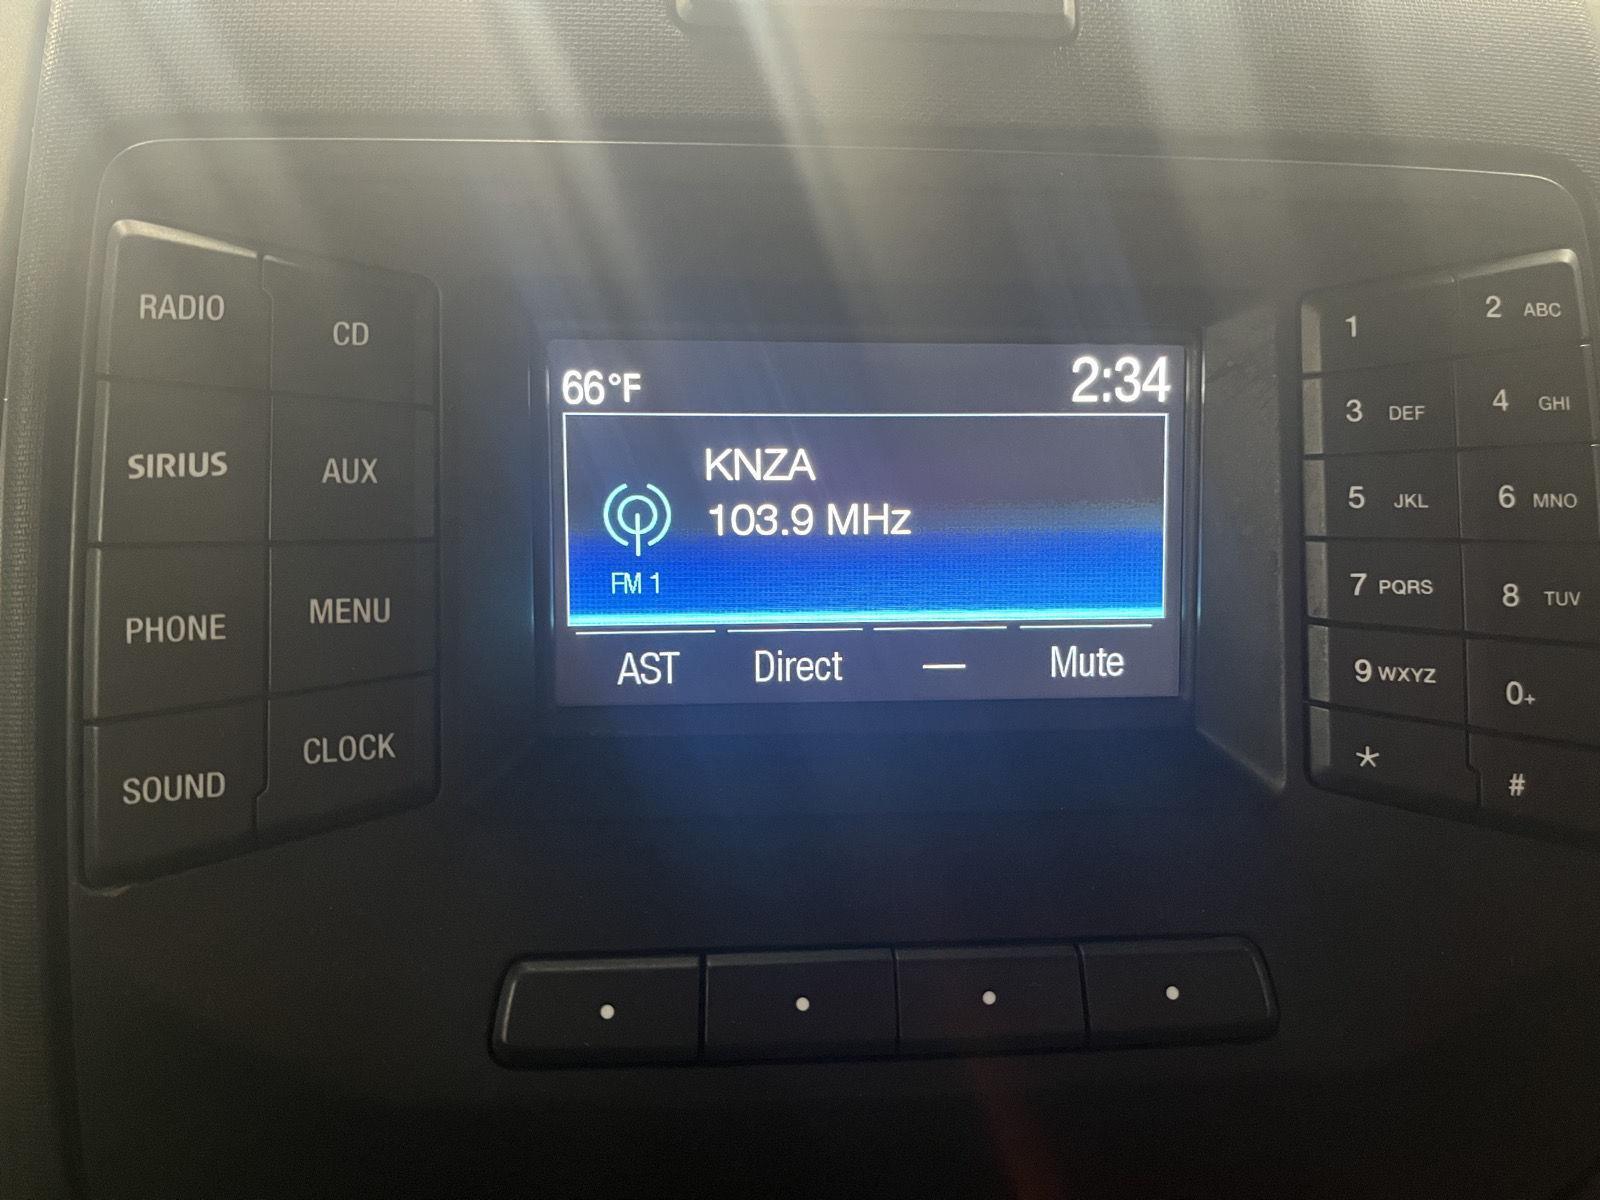 RADIO
CD
SIRIUS
AUX
PHONE
MENU
SOUND
CLOCK
66°F
2:34
KNZA
103.9 MHz
FM 1
AST Direct — Mute
1
2 ABC
3 DEF
4 GHI
5 JKL
6 MNO
7 PQRS
8 TUV
9 WXYZ
0+
*
#